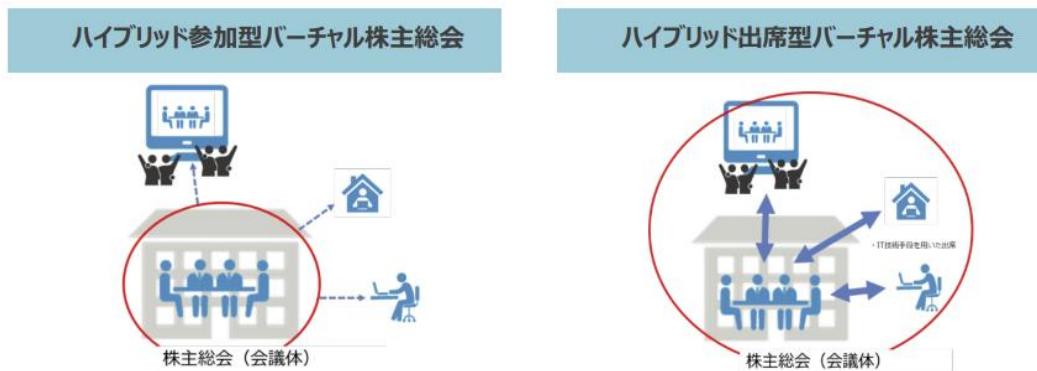 ハイブリッド参加型バーチャル株主総会
ハイブリッド出席型バーチャル株主総会
・IT技術手段を用いた出席
株主総会（会議体）
株主総会（会議体）